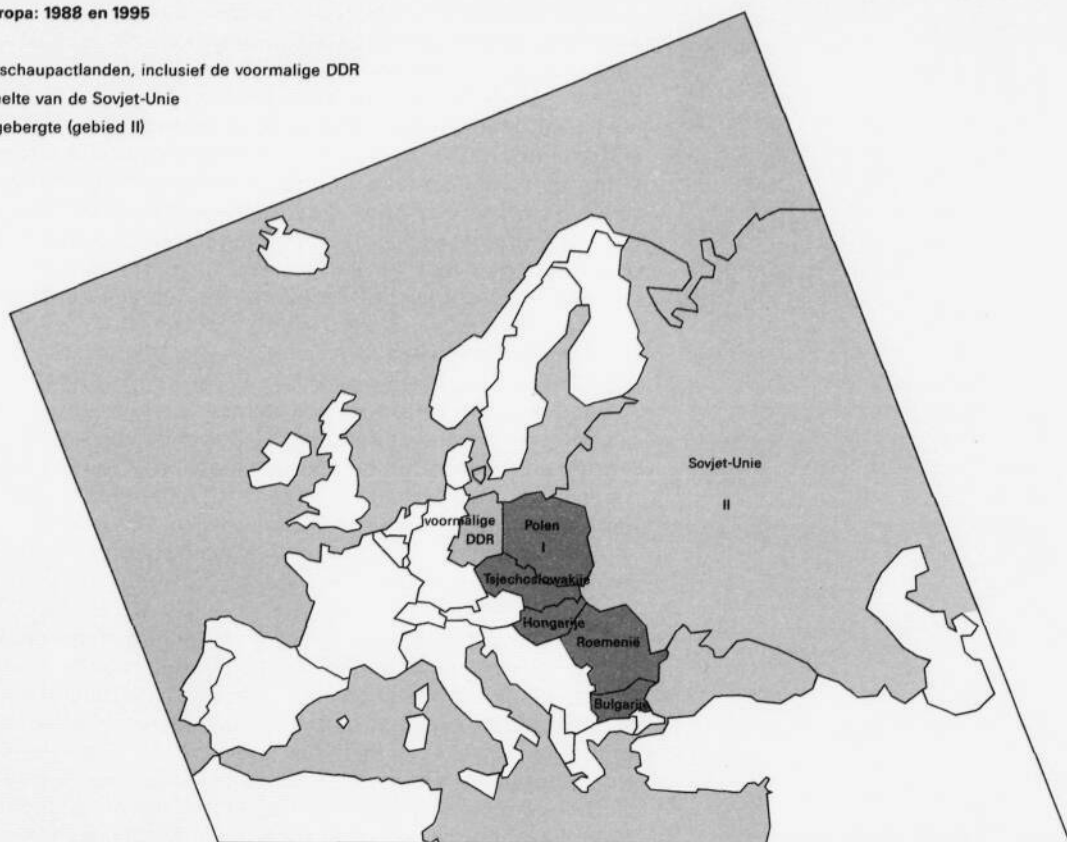 ropa: 1988 en 1995
schaupactlanden, inclusief de voormalige DDR
eelte van de Sovjet-Unie
gebergte (gebied II)
Sovjet-Unie
II
voormalige
DDR
Polen
I
Tsjechoslowakije
Hongarije
Roemenië
Bulgarije